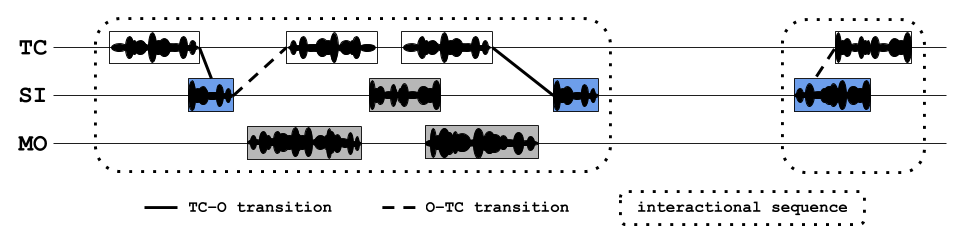 TC
SI
MO
TC-O transition O-TC transition interactional sequence